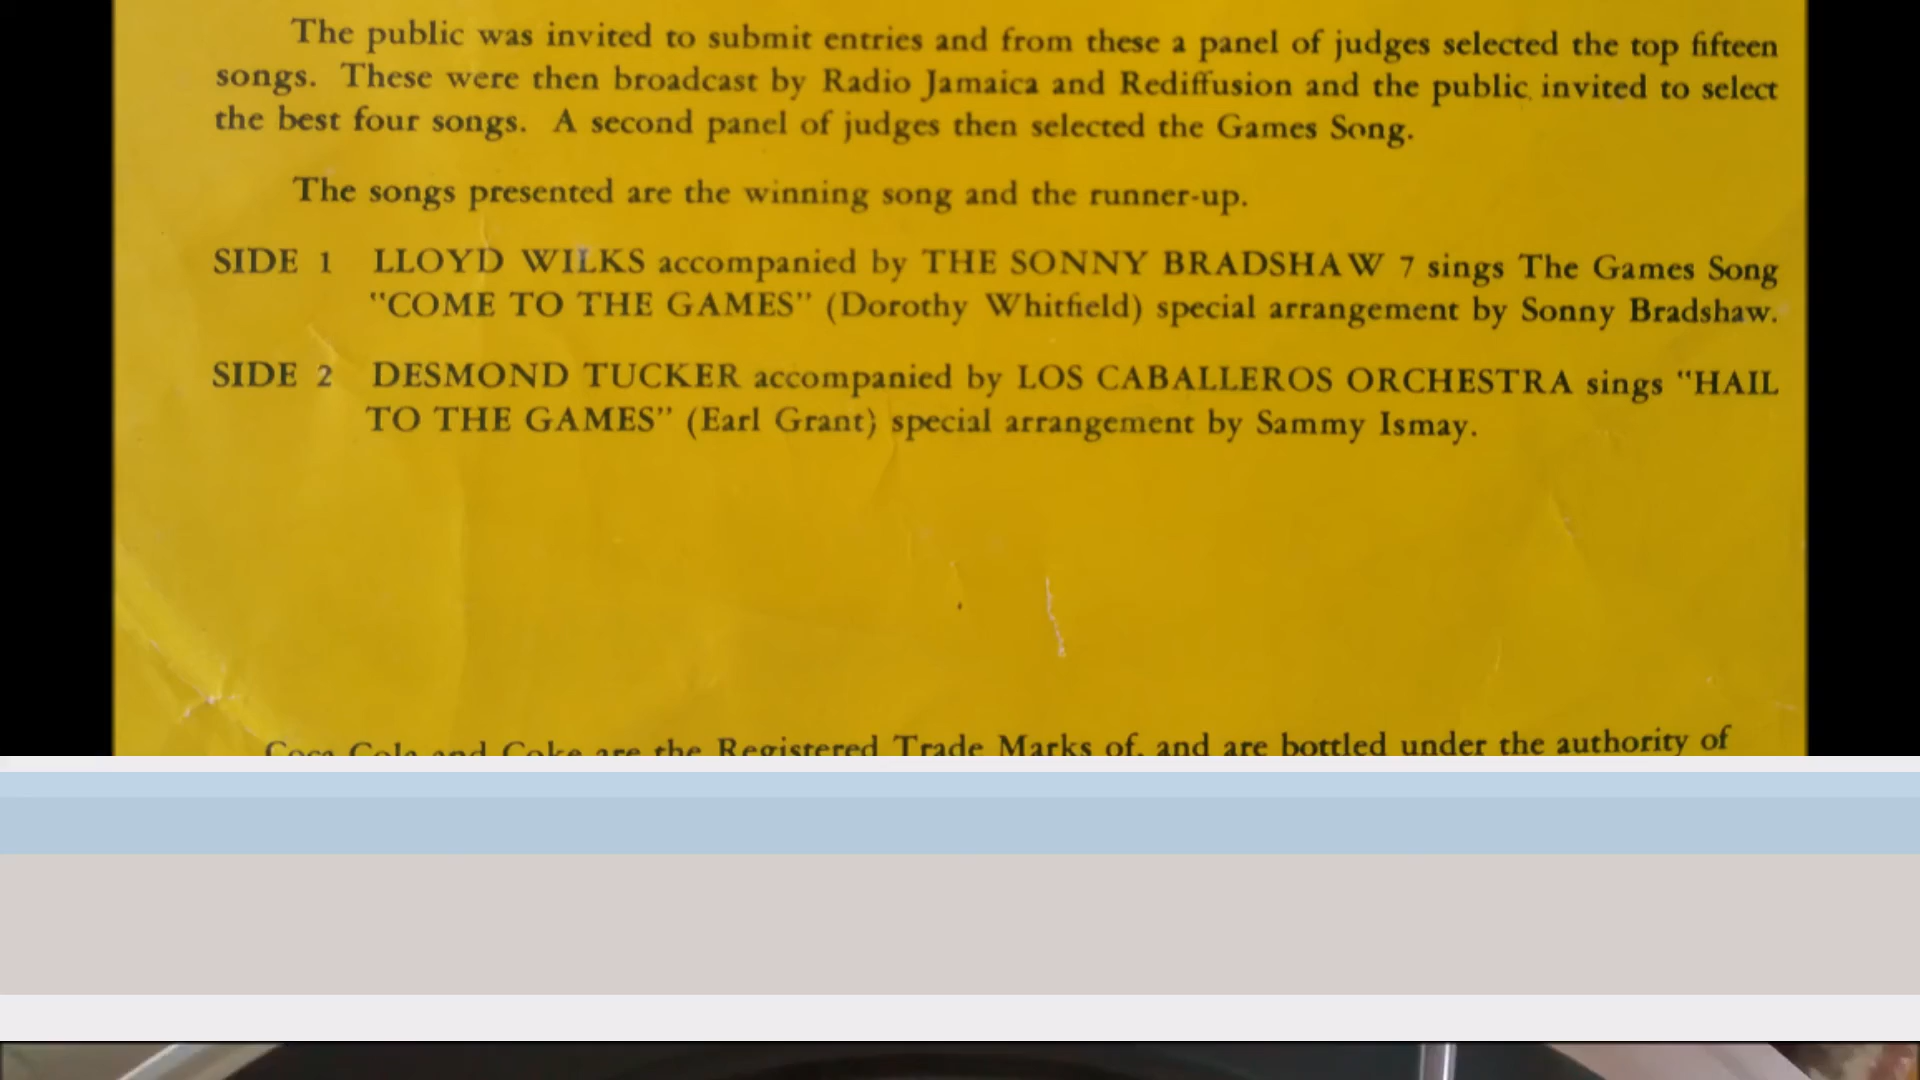 The public was invited to submit entries and from these a panel of judges selected the top fifteen
songs. These were then broadcast by Radio Jamaica and Rediffusion and the public invited to select
the best four songs. A second panel of judges then selected the Games Song.
The songs presented are the winning song and the runner-up.
SIDE 1 LLOYD WILKS accompanied by THE SONNY BRADSHAW 7 sings The Games Song
"COME TO THE GAMES" (Dorothy Whitfield) special arrangement by Sonny Bradshaw.
SIDE 2 DESMOND TUCKER accompanied by LOS CABALLEROS ORCHESTRA sings "HAIL
TO THE GAMES" (Earl Grant) special arrangement by Sammy Ismay.
Coca Cola and Coke are the Registered Trade Marks of, and are bottled under the authority of